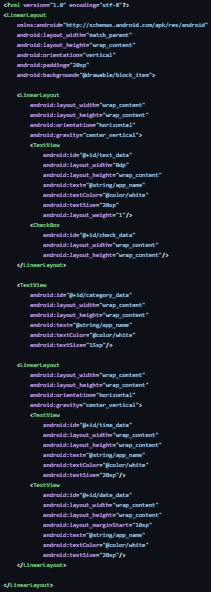 <?xml version="1.0" encoding="utf-8"?>
<LinearLayout
xmlns:android="http://schemas.android.com/apk/res/android"
android:layout_width="match_parent"
android:layout_height="wrap_content"
android:orientation="vertical"
android:padding="20sp"
android:background="@drawable/block_item">
<LinearLayout
android:layout_width="wrap_content"
android:layout_height="wrap_content"
android:orientation="horizontal"
android:gravity="center_vertical">
<TextView
android:id="@+id/text_data"
android:layout_width="0dp"
android:layout_height="wrap_content"
android:text="@string/app_name"
android:textColor="@color/white"
android:textSize="20sp"
android:layout_weight="1"/>
<CheckBox
android:id="@+id/check_data"
android:layout_width="wrap_content"
android:layout_height="wrap_content"/>
</LinearLayout>
<TextView
android:id="@+id/category_data"
android:layout_width="wrap_content"
android:layout_height="wrap_content"
android:text="@string/app_name"
android:textColor="@color/white"
android:textSize="15sp"/>
<LinearLayout
android:layout_width="wrap_content"
android:layout_height="wrap_content"
android:orientation="horizontal"
android:gravity="center_vertical">
<TextView
android:id="@+id/time_data"
android:layout_width="wrap_content"
android:layout_height="wrap_content"
android:text="@string/app_name"
android:textColor="@color/white"
android:textSize="20sp"/>
<TextView
android:id="@+id/date_data"
android:layout_width="wrap_content"
android:layout_height="wrap_content"
android:layout_marginStart="10sp"
android:text="@string/app_name"
android:textColor="@color/white"
android:textSize="20sp"/>
</LinearLayout>
</LinearLayout>